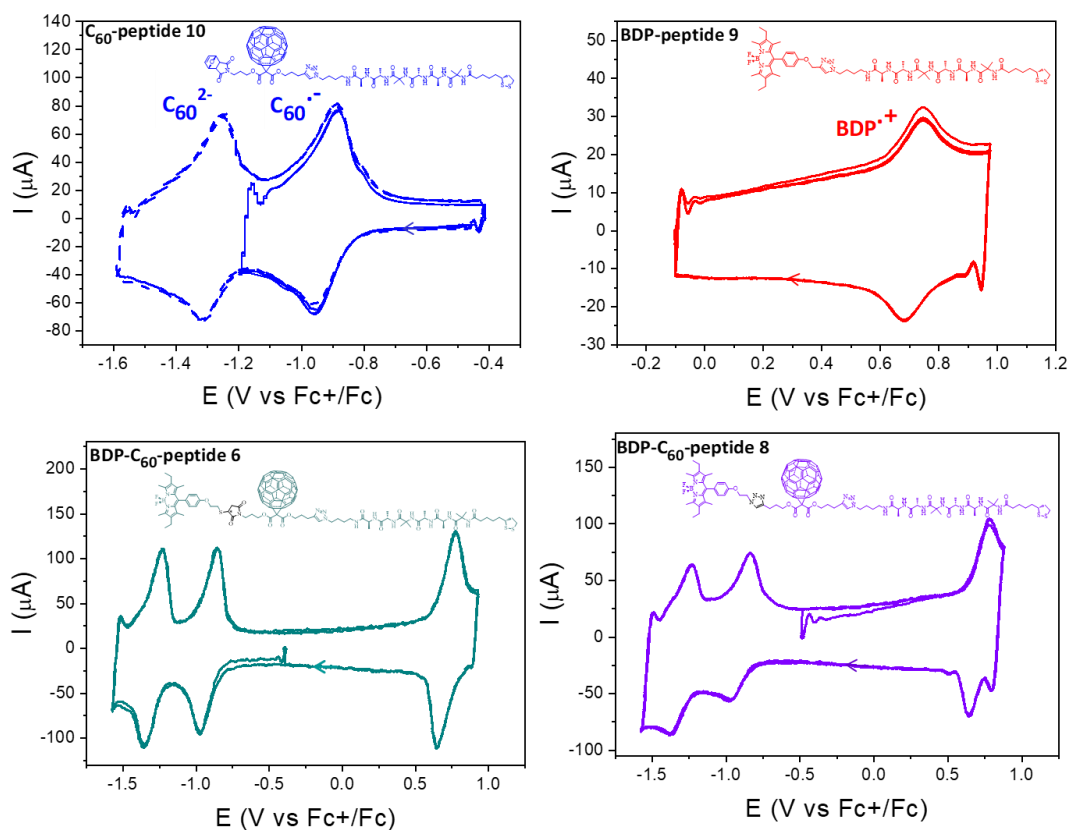 C60-peptide 10
C60 2-
C60 •-
140
120
100
80
60
40
20
0
-20
-40
-60
-80
I (μA)
-1.6 -1.4 -1.2 -1.0 -0.8 -0.6 -0.4
E (V vs Fc+/Fc)
BDP-peptide 9
BDP•+
50
40
30
20
10
0
-10
-20
-30
I (μA)
0.0 0.2 0.4 0.6 0.8 1.0 1.2
E (V vs Fc+/Fc)
BDP-C60-peptide 6
200
150
100
50
0
-50
-100
I (μA)
-1.5 -1.0 -0.5 0.0 0.5 1.0
E (V vs Fc+/Fc)
BDP-C60-peptide 8
150
100
50
0
-50
-100
I (μA)
-1.5 -1.0 -0.5 0.0 0.5 1.0
E (V vs Fc+/Fc)